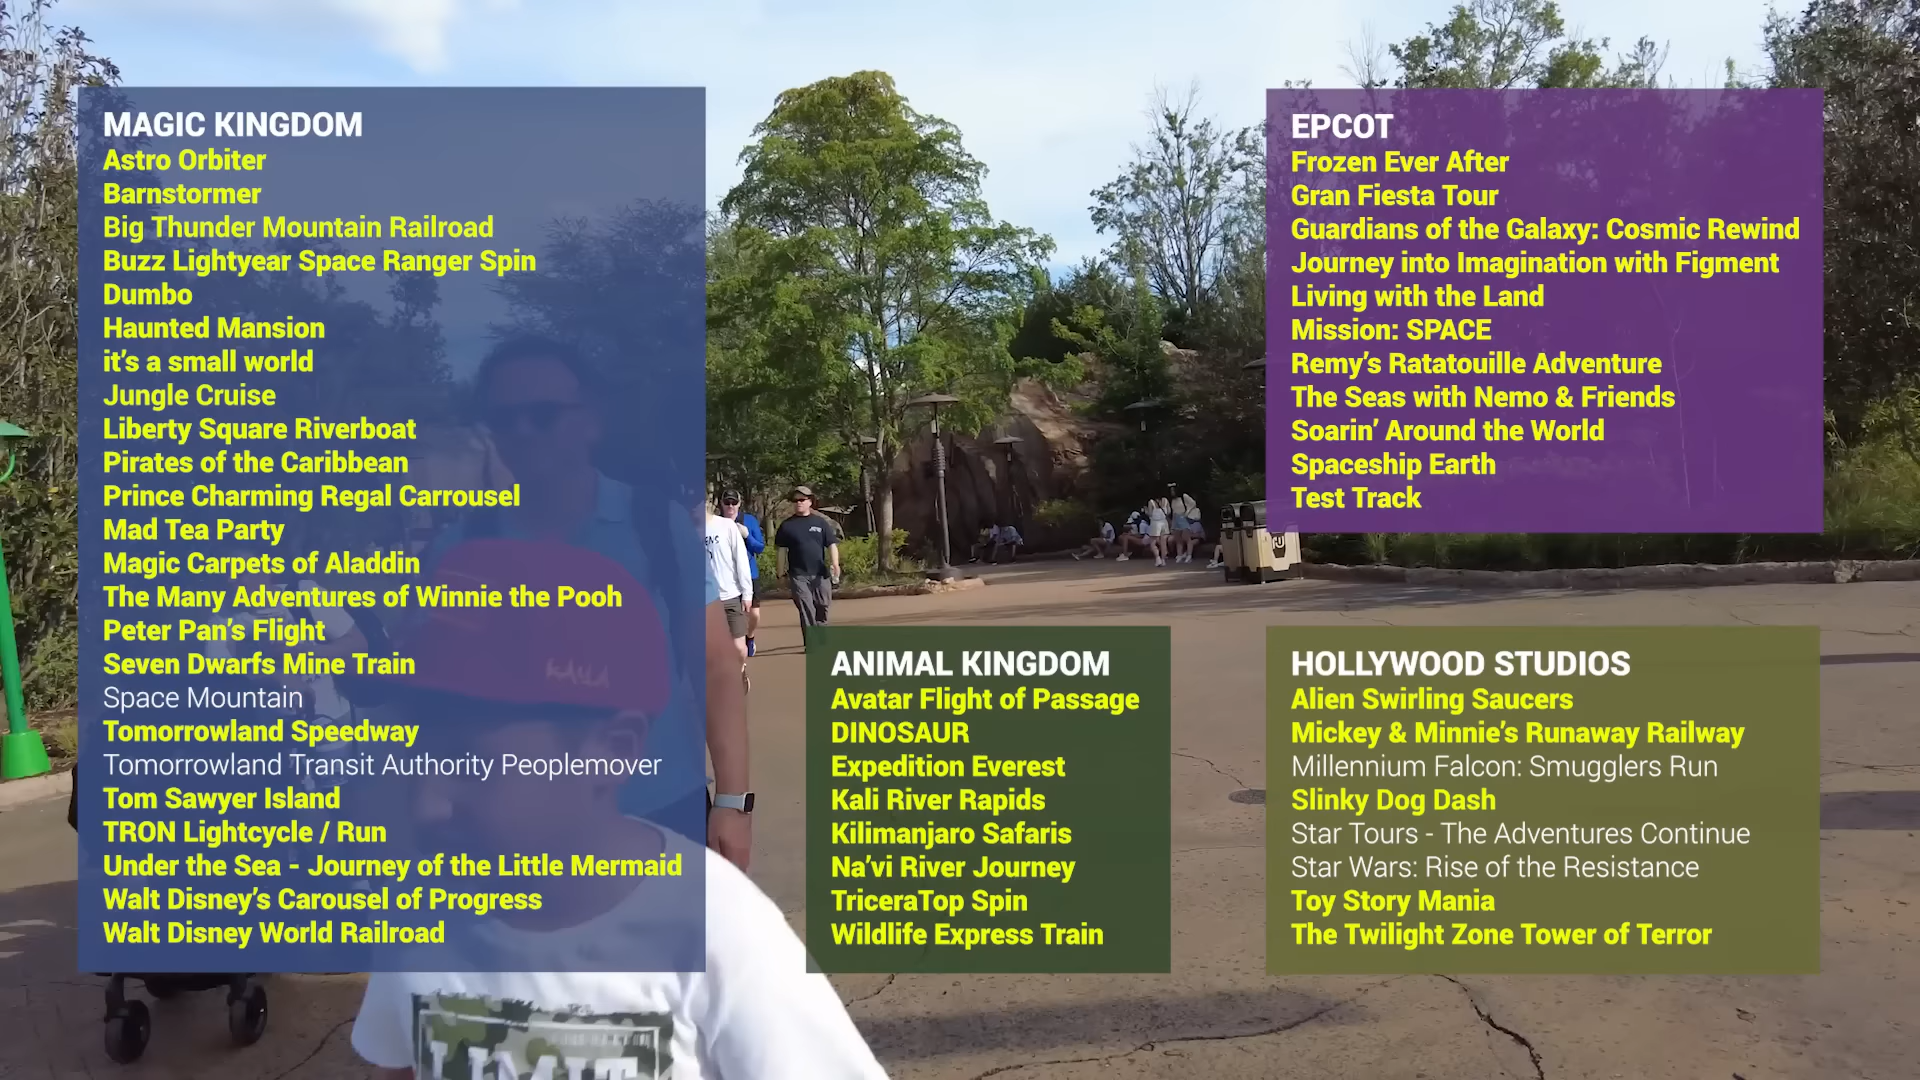 MAGIC KINGDOM
Astro Orbiter
Barnstormer
Big Thunder Mountain Railroad
Buzz Lightyear Space Ranger Spin
Dumbo
Haunted Mansion
it’s a small world
Jungle Cruise
Liberty Square Riverboat
Pirates of the Caribbean
Prince Charming Regal Carrousel
Mad Tea Party
Magic Carpets of Aladdin
The Many Adventures of Winnie the Pooh
Peter Pan’s Flight
Seven Dwarfs Mine Train
Space Mountain
Tomorrowland Speedway
Tomorrowland Transit Authority Peoplemover
Tom Sawyer Island
TRON Lightcycle / Run
Under the Sea - Journey of the Little Mermaid
Walt Disney’s Carousel of Progress
Walt Disney World Railroad
EPCOT
Frozen Ever After
Gran Fiesta Tour
Guardians of the Galaxy: Cosmic Rewind
Journey into Imagination with Figment
Living with the Land
Mission: SPACE
Remy’s Ratatouille Adventure
The Seas with Nemo & Friends
Soarin’ Around the World
Spaceship Earth
Test Track
ANIMAL KINGDOM
Avatar Flight of Passage
DINOSAUR
Expedition Everest
Kali River Rapids
Kilimanjaro Safaris
Na’vi River Journey
TriceraTop Spin
Wildlife Express Train
HOLLYWOOD STUDIOS
Alien Swirling Saucers
Mickey & Minnie’s Runaway Railway
Millennium Falcon: Smugglers Run
Slinky Dog Dash
Star Tours - The Adventures Continue
Star Wars: Rise of the Resistance
Toy Story Mania
The Twilight Zone Tower of Terror
LIMIT